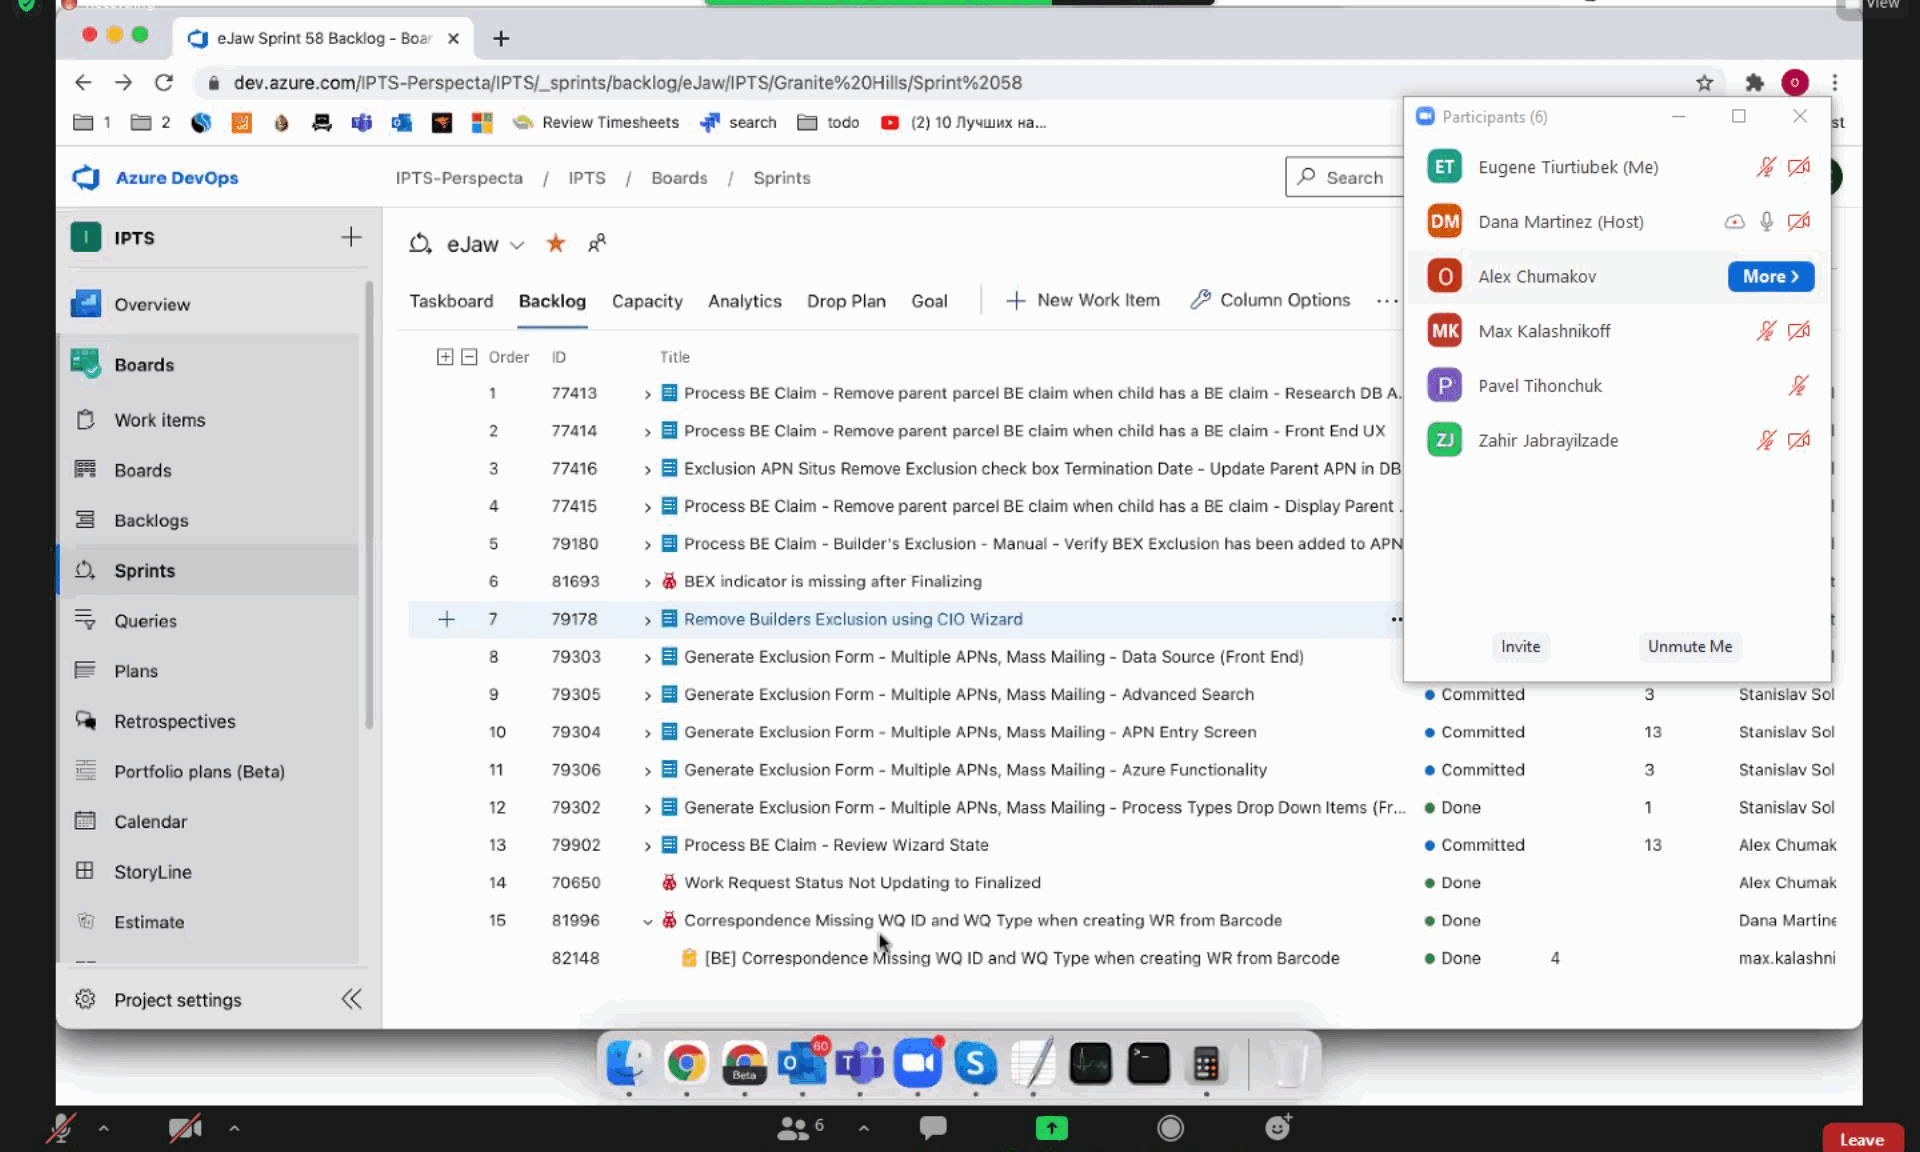 Recording
View
eJaw Sprint 58 Backlog - Boar
dev.azure.com/IPTS-Perspecta/IPTS/_sprints/backlog/eJaw/IPTS/Granite%20Hills/Sprint%2058
O
1 2 Review Timesheets search todo (2) 10 Лучших на...
st
Participants (6)
ET Eugene Tiurtiubek (Me)
DM Dana Martinez (Host)
O Alex Chumakov More >
MK Max Kalashnikoff
P Pavel Tihonchuk
ZJ Zahir Jabrayilzade
Invite Unmute Me
Azure DevOps
IPTS-Perspecta / IPTS / Boards / Sprints
Search
I IPTS
Overview
Boards
Work items
Boards
Backlogs
Sprints
Queries
Plans
Retrospectives
Portfolio plans (Beta)
Calendar
StoryLine
Estimate
Project settings
eJaw
Taskboard Backlog Capacity Analytics Drop Plan Goal New Work Item Column Options
Order ID Title
1 77413 Process BE Claim - Remove parent parcel BE claim when child has a BE claim - Research DB A...
2 77414 Process BE Claim - Remove parent parcel BE claim when child has a BE claim - Front End UX
3 77416 Exclusion APN Situs Remove Exclusion check box Termination Date - Update Parent APN in DB
4 77415 Process BE Claim - Remove parent parcel BE claim when child has a BE claim - Display Parent ...
5 79180 Process BE Claim - Builder's Exclusion - Manual - Verify BEX Exclusion has been added to APN
6 81693 BEX indicator is missing after Finalizing
7 79178 Remove Builders Exclusion using CIO Wizard
8 79303 Generate Exclusion Form - Multiple APNs, Mass Mailing - Data Source (Front End)
9 79305 Generate Exclusion Form - Multiple APNs, Mass Mailing - Advanced Search Committed 3 Stanislav Sol
10 79304 Generate Exclusion Form - Multiple APNs, Mass Mailing - APN Entry Screen Committed 13 Stanislav Sol
11 79306 Generate Exclusion Form - Multiple APNs, Mass Mailing - Azure Functionality Committed 3 Stanislav Sol
12 79302 Generate Exclusion Form - Multiple APNs, Mass Mailing - Process Types Drop Down Items (Fr... Done 1 Stanislav Sol
13 79902 Process BE Claim - Review Wizard State Committed 13 Alex Chumak
14 70650 Work Request Status Not Updating to Finalized Done Alex Chumak
15 81996 Correspondence Missing WQ ID and WQ Type when creating WR from Barcode Done Dana Martine
82148 [BE] Correspondence Missing WQ ID and WQ Type when creating WR from Barcode Done 4 max.kalashni
Beta
60
6
Leave